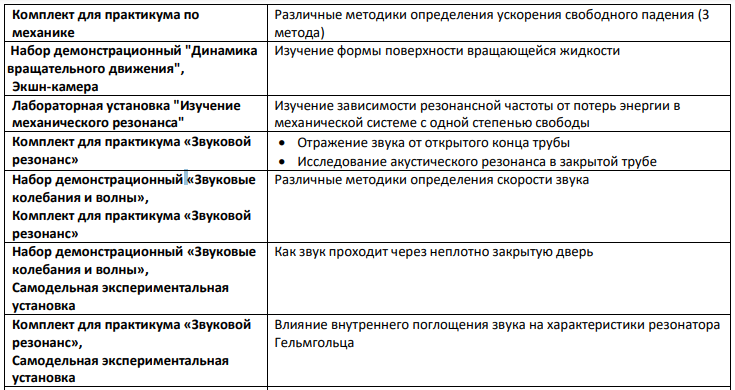 Комплект для практикума по
механике
Различные методики определения ускорения свободного падения (3
метода)
Набор демонстрационный "Динамика
вращательного движения",
Экшн-камера
Изучение формы поверхности вращающейся жидкости
Лабораторная установка "Изучение
механического резонанса"
Изучение зависимости резонансной частоты от потерь энергии в
механической системе с одной степенью свободы
Комплект для практикума «Звуковой
резонанс»
• Отражение звука от открытого конца трубы
• Исследование акустического резонанса в закрытой трубе
Набор демонстрационный «Звуковые
колебания и волны»,
Комплект для практикума «Звуковой
резонанс»
Различные методики определения скорости звука
Набор демонстрационный «Звуковые
колебания и волны»,
Самодельная экспериментальная
установка
Как звук проходит через неплотно закрытую дверь
Комплект для практикума «Звуковой
резонанс»,
Самодельная экспериментальная
установка
Влияние внутреннего поглощения звука на характеристики резонатора
Гельмгольца